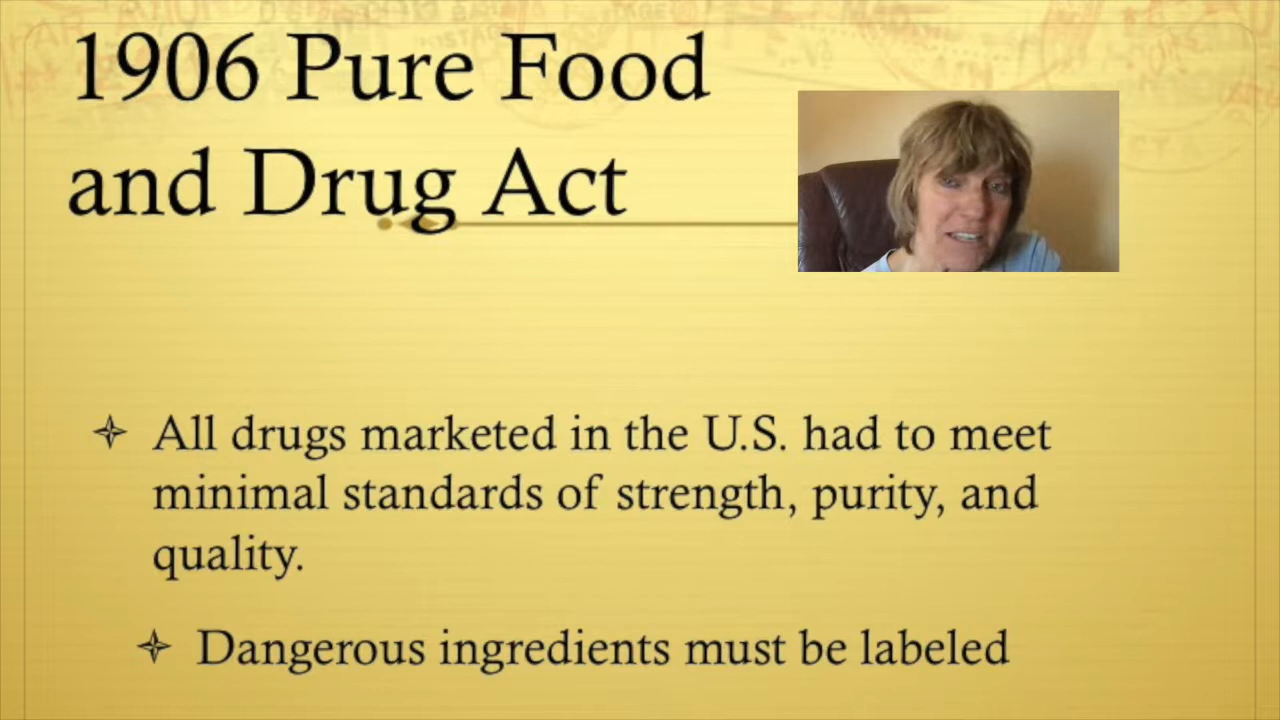 1906 Pure Food
and Drug Act
All drugs marketed in the U.S. had to meet
minimal standards of strength, purity, and
quality.
Dangerous ingredients must be labeled